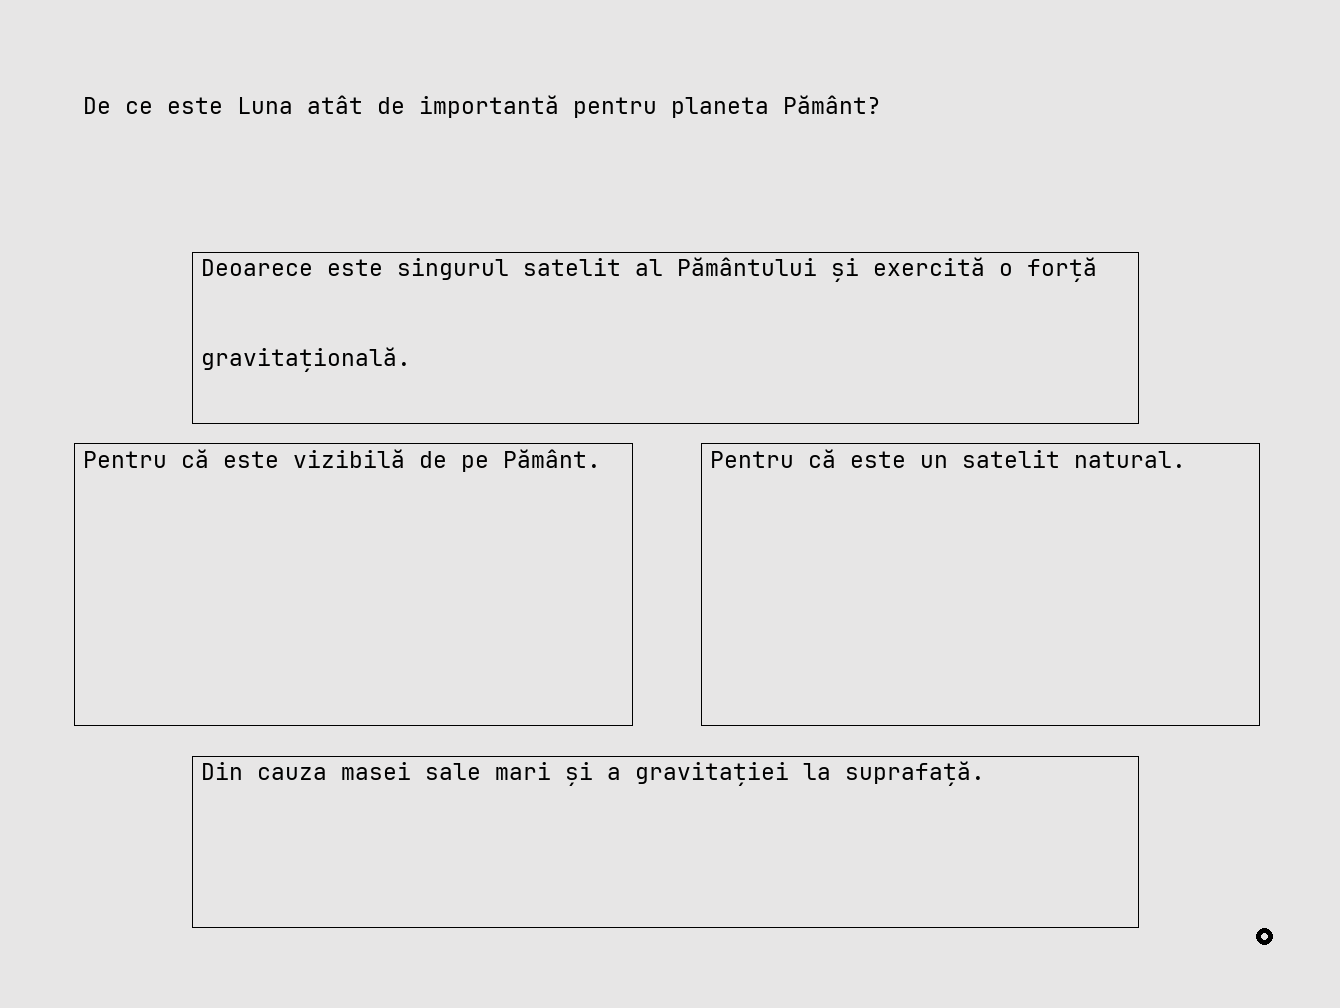 De ce este Luna atât de importantă pentru planeta Pământ?
Deoarece este singurul satelit al Pământului și exercită o forță
gravitațională.
Pentru că este vizibilă de pe Pământ.
Pentru că este un satelit natural.
Din cauza masei sale mari și a gravitației la suprafață.